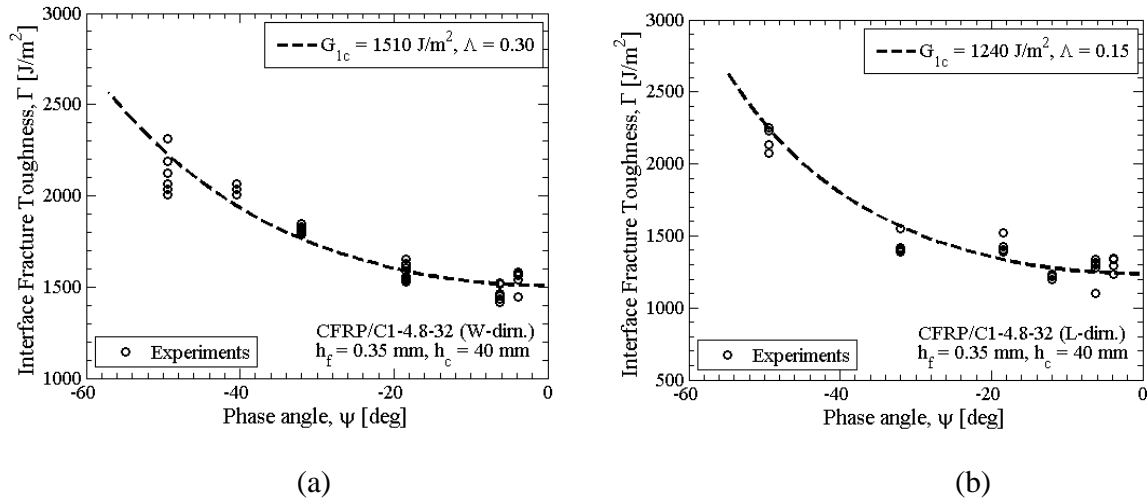 3000
2500
2000
1500
1000
Interface Fracture Toughness, Γ [J/m²]
G1c = 1510 J/m², Λ = 0.30
Experiments
CFRP/C1-4.8-32 (W-dirn.)
hf = 0.35 mm, hc = 40 mm
-60 -40 -20 0
Phase angle, ψ [deg]
(a)
3000
2500
2000
1500
1000
500
Interface Fracture Toughness, Γ [J/m²]
G1c = 1240 J/m², Λ = 0.15
Experiments
CFRP/C1-4.8-32 (L-dirn.)
hf = 0.35 mm, hc = 40 mm
-60 -40 -20 0
Phase angle, ψ [deg]
(b)